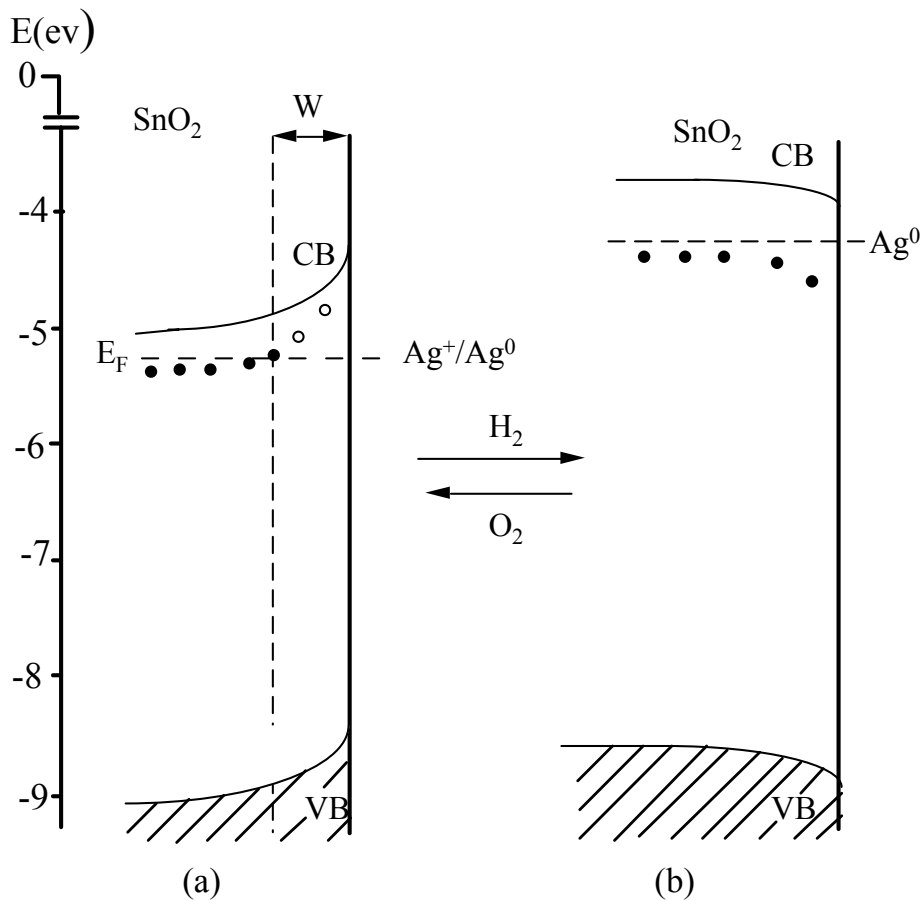 E(ev)
0
-4
-5
-6
-7
-8
-9
SnO₂
W
CB
E_F
Ag⁺/Ag⁰
VB
(a)
H₂
O₂
SnO₂
CB
Ag⁰
VB
(b)